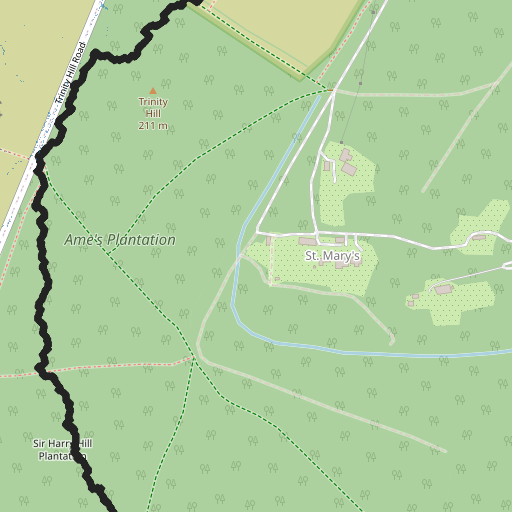 Trinity Hill Road
Trinity
Hill
211 m
Ame's Plantation
St. Mary's
Sir Harry Hill
Plantation